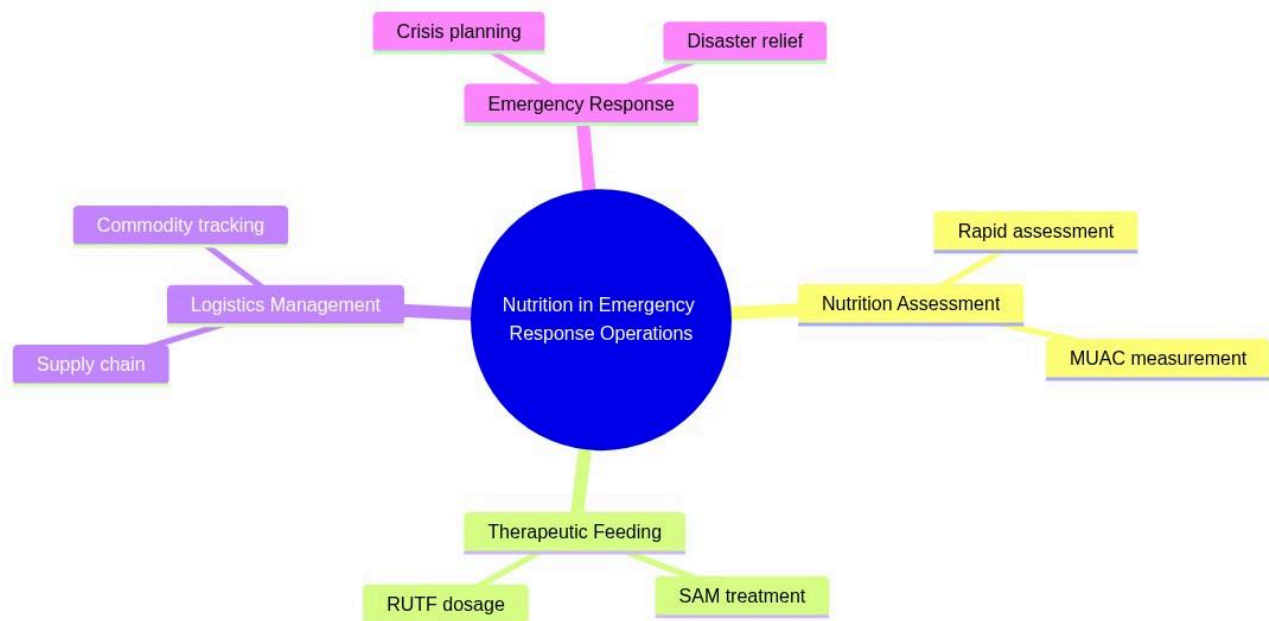 Crisis planning
Disaster relief
Emergency Response
Commodity tracking
Rapid assessment
Logistics Management
Nutrition in Emergency
Response Operations
Nutrition Assessment
Supply chain
MUAC measurement
Therapeutic Feeding
RUTF dosage
SAM treatment